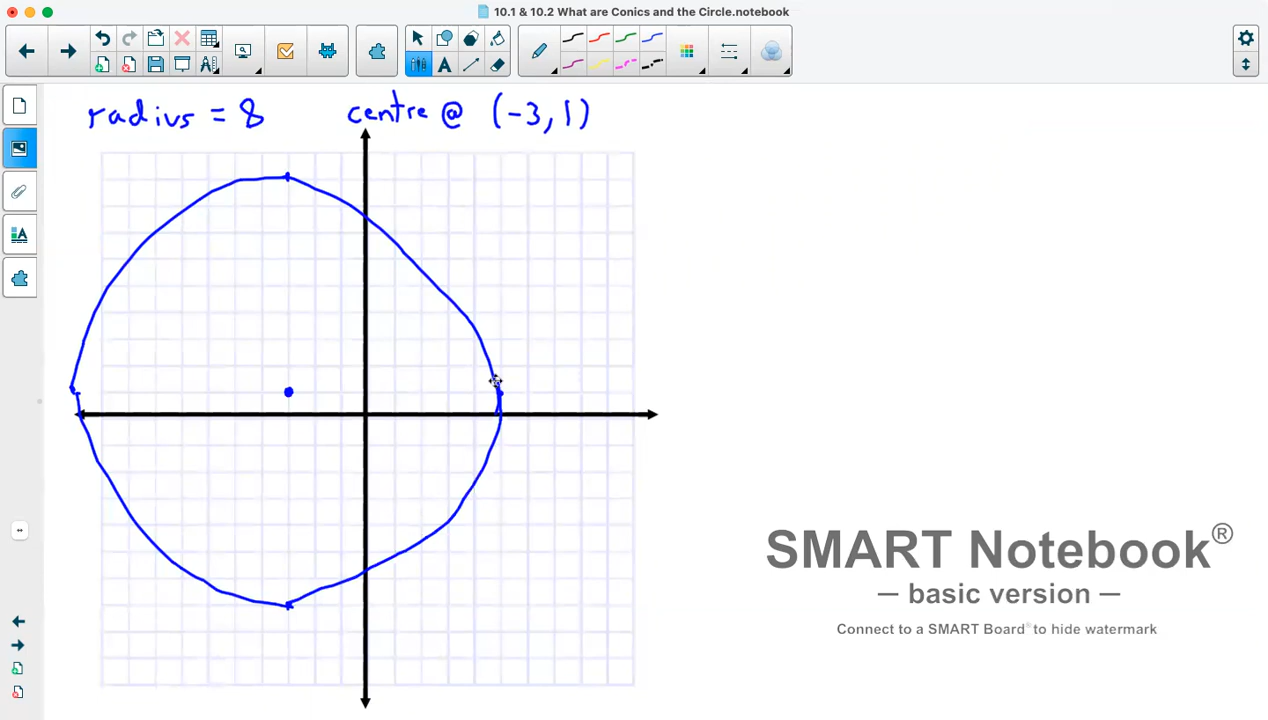 10.1 & 10.2 What are Conics and the Circle.notebook
A
A
radius = 8 centre @ (-3, 1)
SMART Notebook®
— basic version —
Connect to a SMART Board® to hide watermark